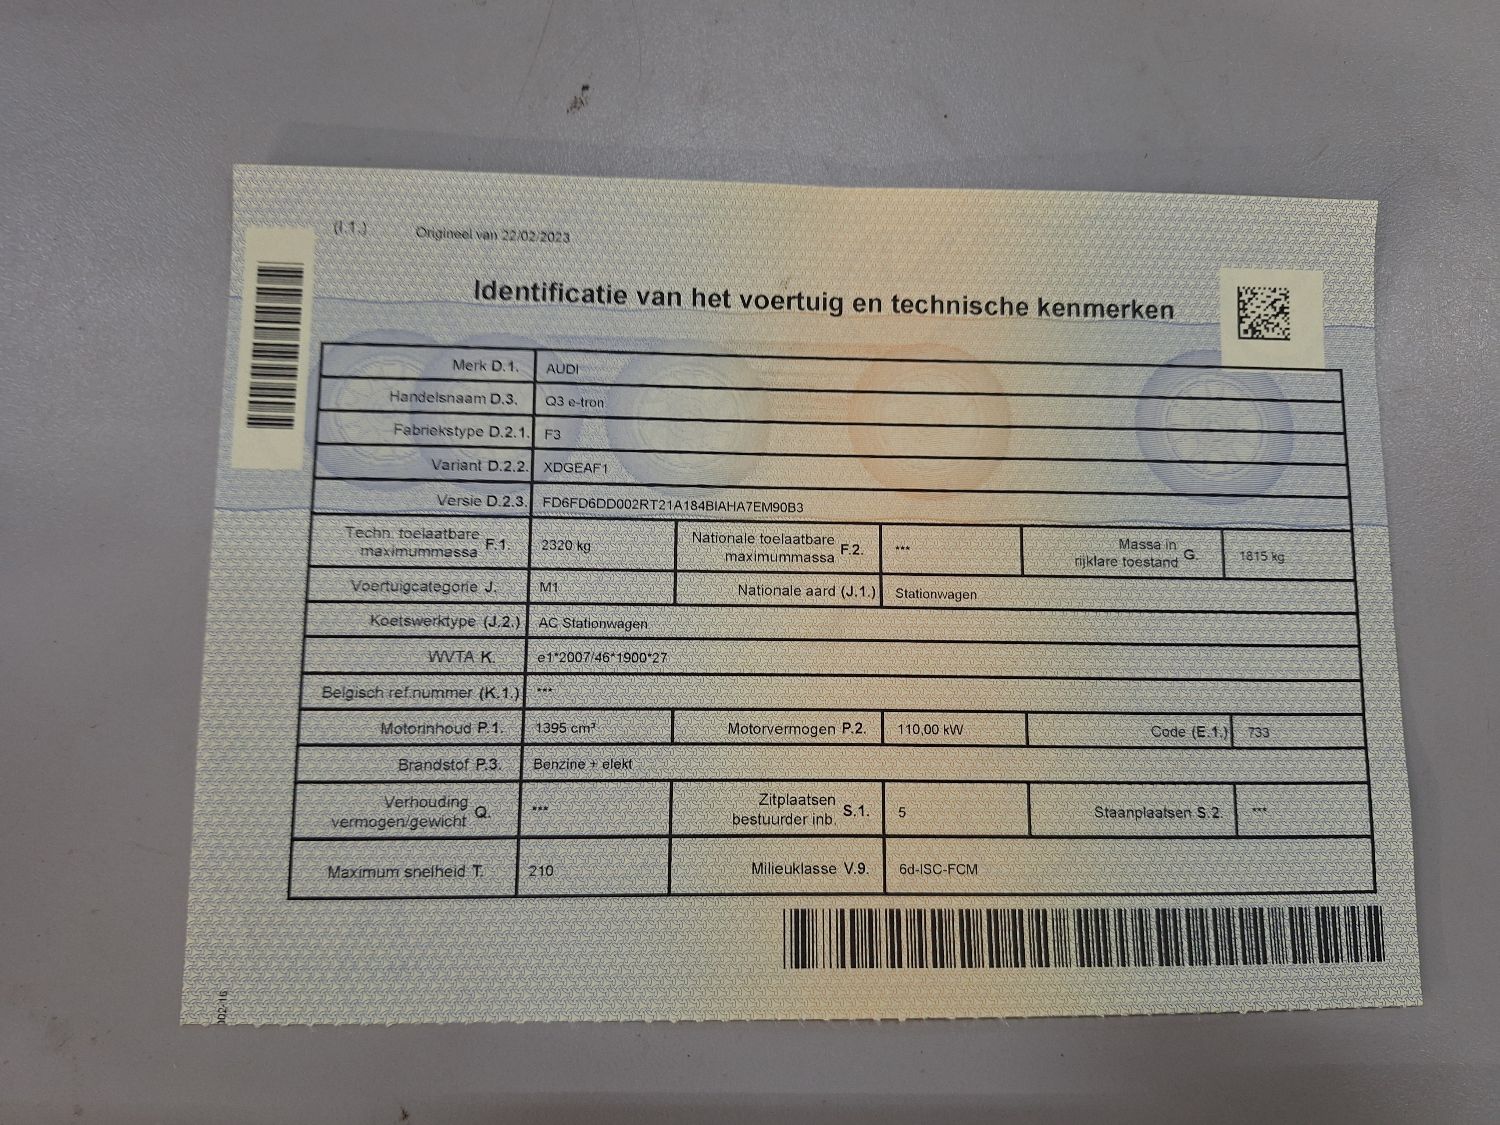 (I.1.) Origineel van 22/02/2023
Identificatie van het voertuig en technische kenmerken
Merk D.1. AUDI
Handelsnaam D.3. Q3 e-tron
Fabriekstype D.2.1. F3
Variant D.2.2. XDGEAF1
Versie D.2.3. FD6FD6DD002RT21A184BIAHA7EM90B3
Techn. toelaatbare maximummassa F.1. 2320 kg Nationale toelaatbare maximummassa F.2. *** Massa in rijklare toestand G. 1815 kg
Voertuigcategorie J. M1 Nationale aard (J.1.) Stationwagen
Koetswerktype (J.2.) AC Stationwagen
WVTA K. e1*2007/46*1900*27
Belgisch ref.nummer (K.1.) ***
Motorinhoud P.1. 1395 cm³ Motorvermogen P.2. 110,00 kW Code (E.1.) 733
Brandstof P.3. Benzine + elekt
Verhouding vermogen/gewicht Q. *** Zitplaatsen bestuurder inb. S.1. 5 Staanplaatsen S.2. ***
Maximum snelheid T. 210 Milieuklasse V.9. 6d-ISC-FCM